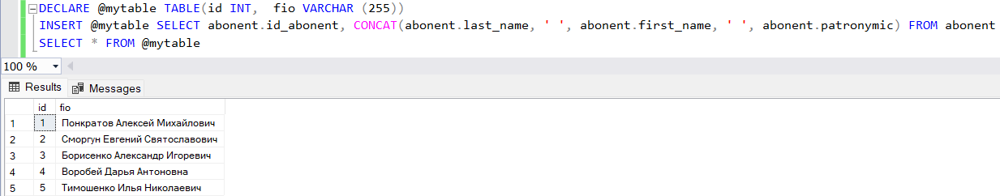 DECLARE @mytable TABLE(id INT,  fio VARCHAR (255))
INSERT @mytable SELECT abonent.id_abonent, CONCAT(abonent.last_name, ' ', abonent.first_name, ' ', abonent.patronymic) FROM abonent
SELECT * FROM @mytable
100 %
Results Messages
id fio
1 1 Понкратов Алексей Михайлович
2 2 Сморгун Евгений Святославович
3 3 Борисенко Александр Игоревич
4 4 Воробей Дарья Антоновна
5 5 Тимошенко Илья Николаевич